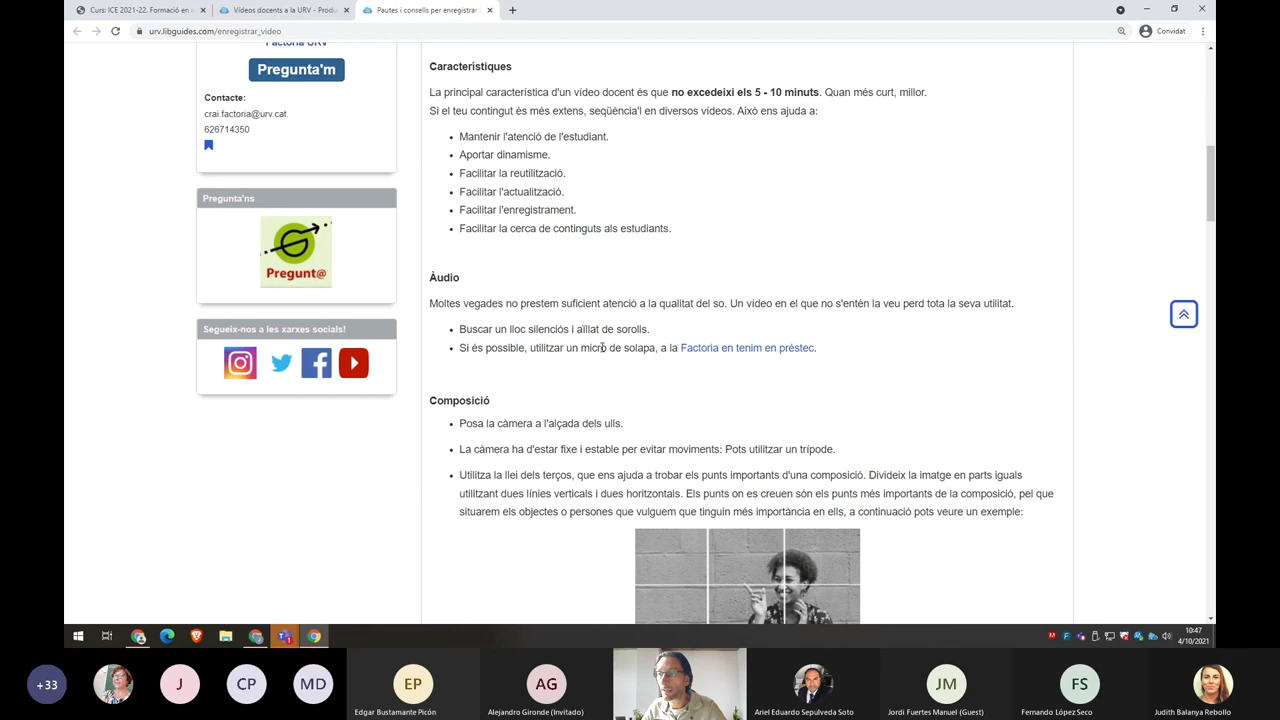 Curs: ICE 2021-22. Formació en
Vídeos docents a la URV - Produ
Pautes i consells per enregistrar
urv.libguides.com/enregistrar_video
Convidat
Factoria URV
Pregunta'm
Contacte:
crai.factoria@urv.cat
626714350
Pregunta'ns
Pregunt@
Segueix-nos a les xarxes socials!
Característiques
La principal característica d'un vídeo docent és que no excedeixi els 5 - 10 minuts. Quan més curt, millor.
Si el teu contingut és més extens, seqüència'l en diversos vídeos. Això ens ajuda a:
• Mantenir l'atenció de l'estudiant.
• Aportar dinamisme.
• Facilitar la reutilització.
• Facilitar l'actualització.
• Facilitar l'enregistrament.
• Facilitar la cerca de continguts als estudiants.
Àudio
Moltes vegades no prestem suficient atenció a la qualitat del so. Un vídeo en el que no s'entén la veu perd tota la seva utilitat.
• Buscar un lloc silenciós i aïllat de sorolls.
• Si és possible, utilitzar un micro de solapa, a la Factoria en tenim en prèstec.
Composició
• Posa la càmera a l'alçada dels ulls.
• La càmera ha d'estar fixe i estable per evitar moviments: Pots utilitzar un trípode.
• Utilitza la llei dels terços, que ens ajuda a trobar els punts importants d'una composició. Divideix la imatge en parts iguals
utilitzant dues línies verticals i dues horitzontals. Els punts on es creuen són els punts més importants de la composició, pel que
situarem els objectes o persones que vulguem que tinguin més importància en ells, a continuació pots veure un exemple:
10:47
4/10/2021
+33
J
CP
MD
EP
AG
JM
FS
Edgar Bustamante Picón
Alejandro Gironde (Invitado)
Ariel Eduardo Sepulveda Soto
Jordi Fuertes Manuel (Guest)
Fernando López Seco
Judith Balanya Rebollo